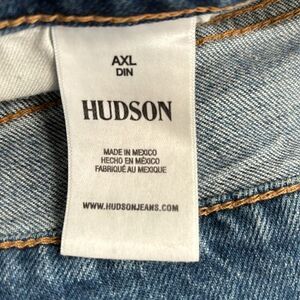 AXL
DIN
HUDSON
MADE IN MEXICO
HECHO EN MÉXICO
FABRIQUÉ AU MEXIQUE
WWW.HUDSONJEANS.COM